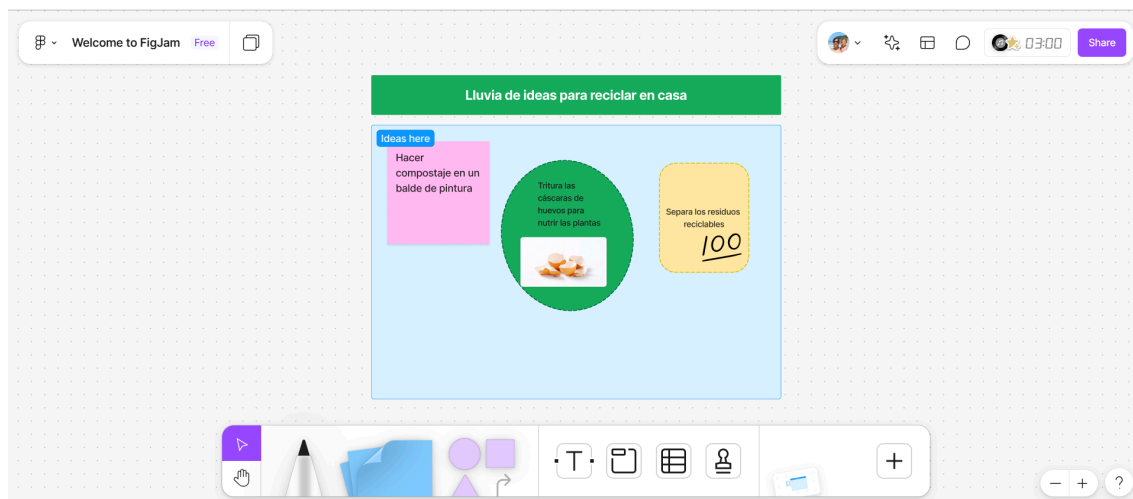 Welcome to FigJam Free
03:00
Share
Lluvia de ideas para reciclar en casa
Ideas here
Hacer
compostaje en un
balde de pintura
Tritura las
cáscaras de
huevos para
nutrir las plantas
Separa los residuos
reciclables
100
T
?